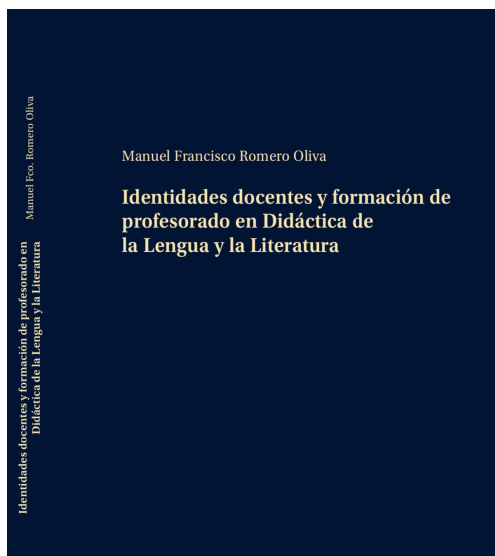 Manuel Francisco Romero Oliva
Identidades docentes y formación de
profesorado en Didáctica de
la Lengua y la Literatura
Manuel Fco. Romero Oliva
Identidades docentes y formación de profesorado en
Didáctica de la Lengua y la Literatura